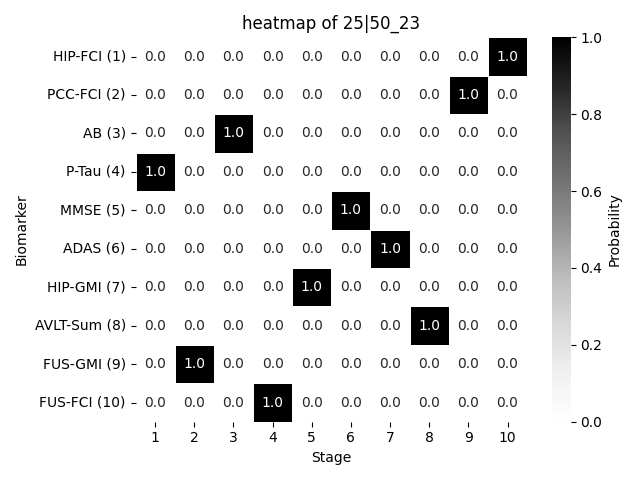 heatmap of 25|50_23
HIP-FCI (1) 0.0 0.0 0.0 0.0 0.0 0.0 0.0 0.0 0.0 1.0
PCC-FCI (2) 0.0 0.0 0.0 0.0 0.0 0.0 0.0 0.0 1.0 0.0
AB (3) 0.0 0.0 1.0 0.0 0.0 0.0 0.0 0.0 0.0 0.0
P-Tau (4) 1.0 0.0 0.0 0.0 0.0 0.0 0.0 0.0 0.0 0.0
MMSE (5) 0.0 0.0 0.0 0.0 0.0 1.0 0.0 0.0 0.0 0.0
ADAS (6) 0.0 0.0 0.0 0.0 0.0 0.0 1.0 0.0 0.0 0.0
HIP-GMI (7) 0.0 0.0 0.0 0.0 1.0 0.0 0.0 0.0 0.0 0.0
AVLT-Sum (8) 0.0 0.0 0.0 0.0 0.0 0.0 0.0 1.0 0.0 0.0
FUS-GMI (9) 0.0 1.0 0.0 0.0 0.0 0.0 0.0 0.0 0.0 0.0
FUS-FCI (10) 0.0 0.0 0.0 1.0 0.0 0.0 0.0 0.0 0.0 0.0
1 2 3 4 5 6 7 8 9 10
Stage
Biomarker
1.0
0.8
0.6
0.4
0.2
0.0
Probability